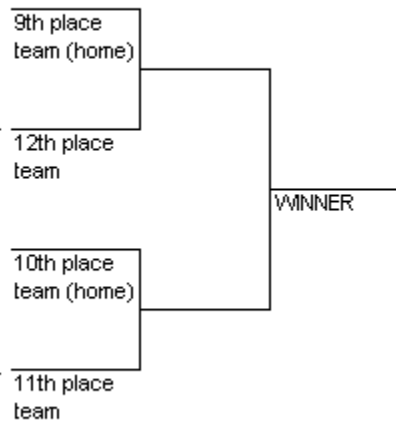 9th place
team (home)
12th place
team
WINNER
10th place
team (home)
11th place
team